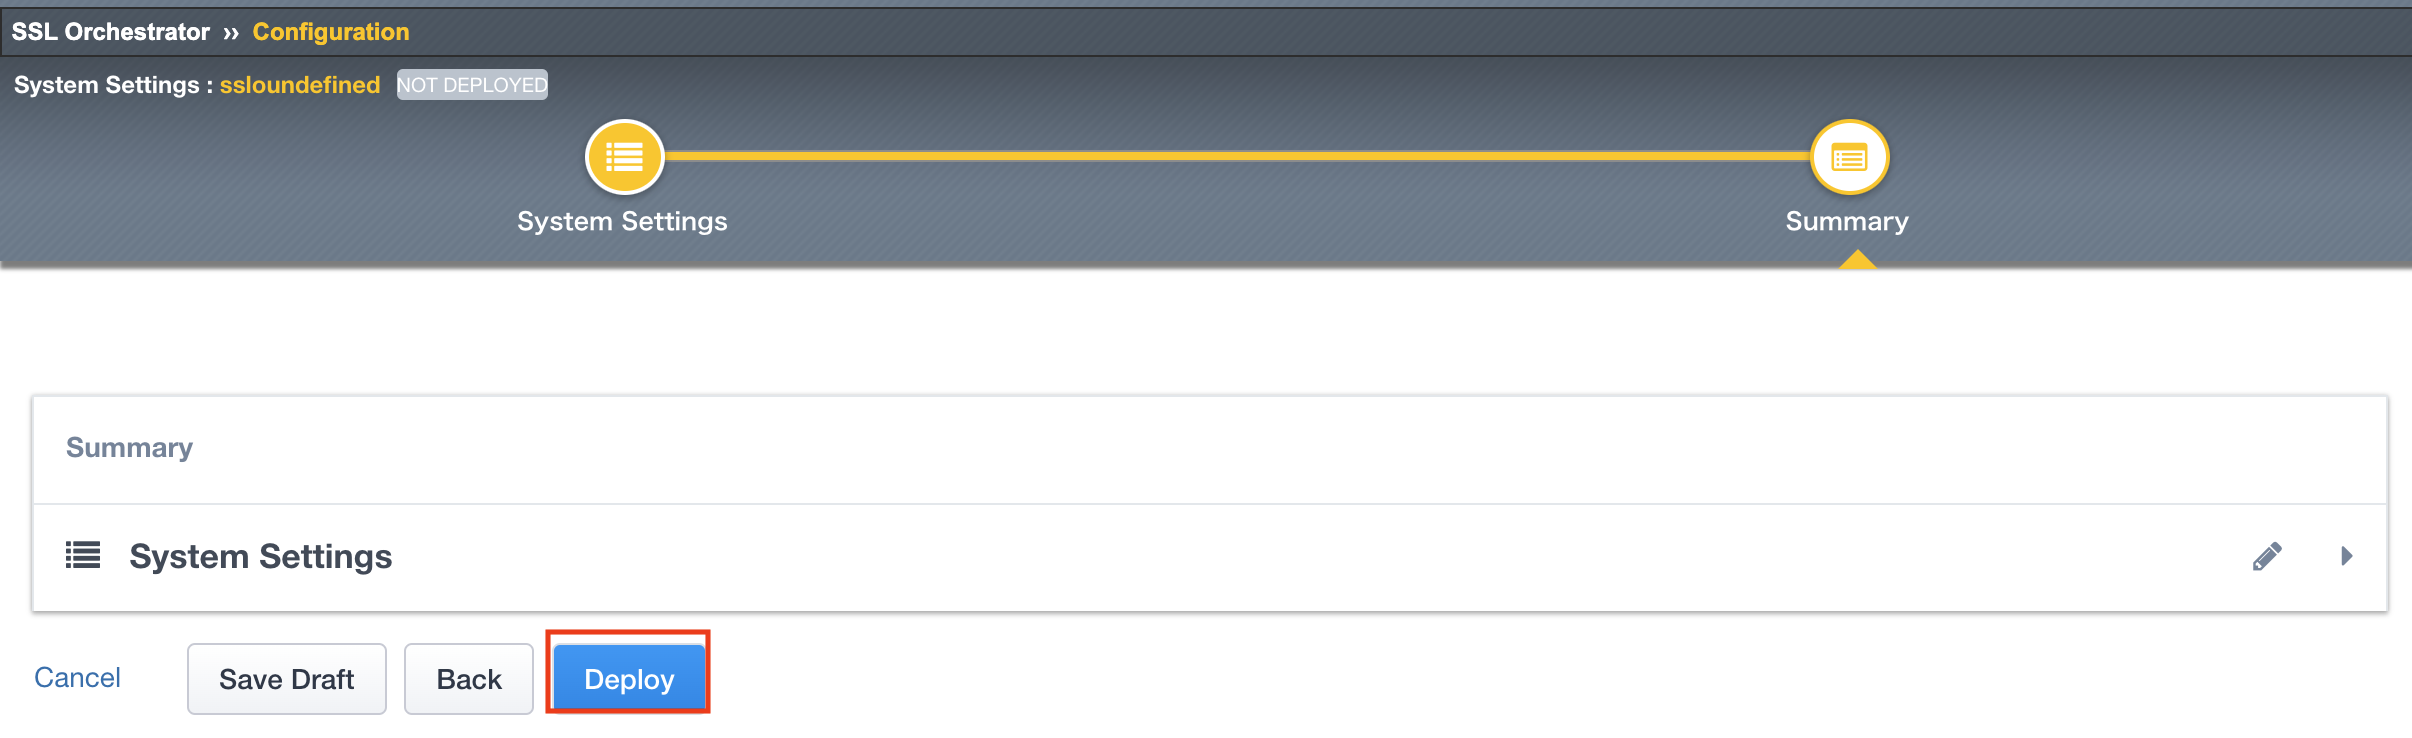 SSL Orchestrator ›› Configuration
System Settings : ssloundefined NOT DEPLOYED
System Settings
Summary
Summary
System Settings
Cancel
Save Draft
Back
Deploy